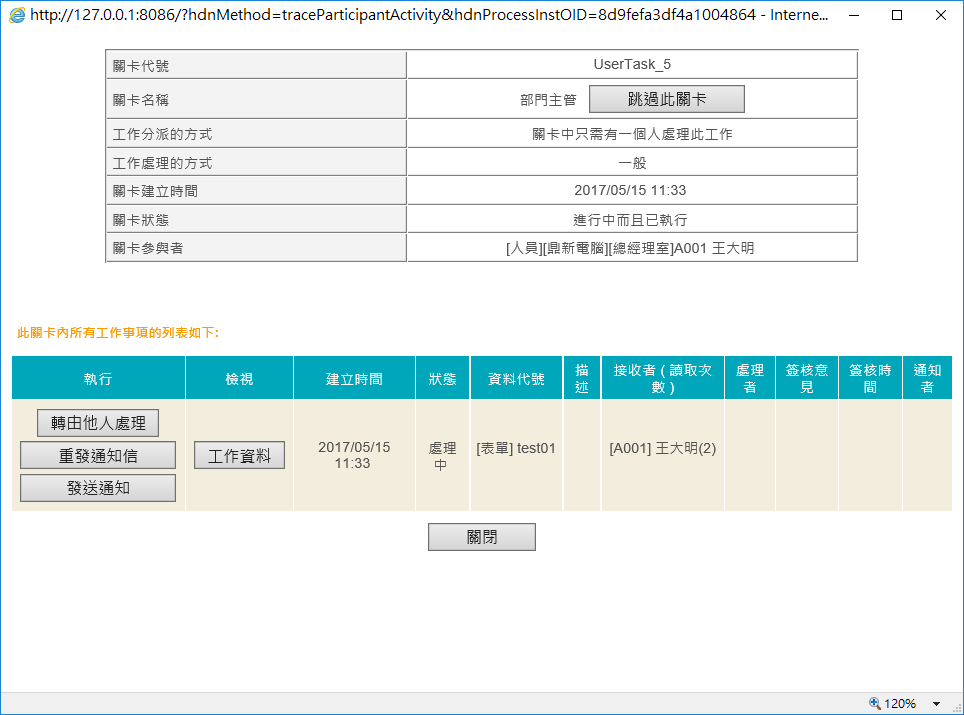 http://127.0.0.1:8086/?hdnMethod=traceParticipantActivity&hdnProcessInstOID=8d9fefa3df4a1004864 - Interne...
關卡代號 UserTask_5
關卡名稱 部門主管 跳過此關卡
工作分派的方式 關卡中只需有一個人處理此工作
工作處理的方式 一般
關卡建立時間 2017/05/15 11:33
關卡狀態 進行中而且已執行
關卡參與者 [人員][鼎新電腦][總經理室]A001 王大明
此關卡內所有工作事項的列表如下:
執行 檢視 建立時間 狀態 資料代號 描述 接收者 ( 讀取次數 ) 處理者 簽核意見 簽核時間 通知者
轉由他人處理
重發通知信
發送通知
工作資料
2017/05/15
11:33
處理
中
[表單] test01
[A001] 王大明(2)
關閉
120%